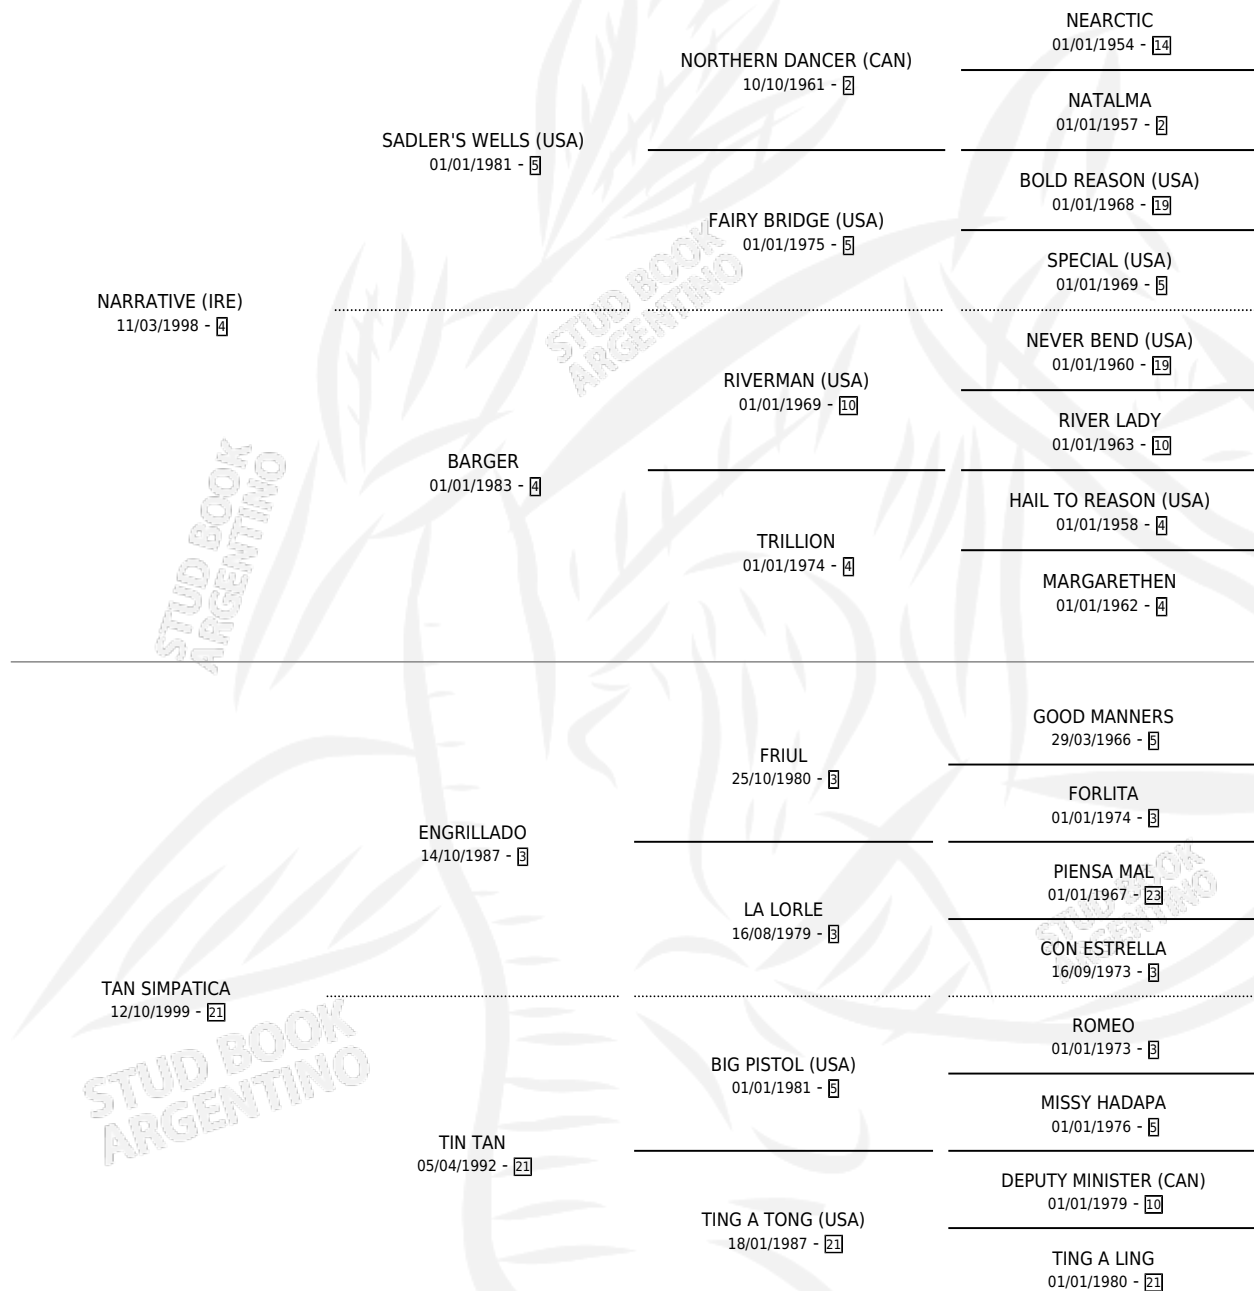 NEARCTIC
01/01/1954 - 14
NORTHERN DANCER (CAN)
10/10/1961 - 2
NATALMA
01/01/1957 - 2
SADLER'S WELLS (USA)
01/01/1981 - 5
BOLD REASON (USA)
01/01/1968 - 19
FAIRY BRIDGE (USA)
01/01/1975 - 5
SPECIAL (USA)
01/01/1969 - 5
NARRATIVE (IRE)
11/03/1998 - 4
NEVER BEND (USA)
01/01/1960 - 19
RIVERMAN (USA)
01/01/1969 - 10
RIVER LADY
01/01/1963 - 10
BARGER
01/01/1983 - 4
HAIL TO REASON (USA)
01/01/1958 - 4
TRILLION
01/01/1974 - 4
MARGARETHEN
01/01/1962 - 4
GOOD MANNERS
29/03/1966 - 5
FRIUL
25/10/1980 - 3
FORLITA
01/01/1974 - 3
ENGRILLADO
14/10/1987 - 3
PIENSA MAL
01/01/1967 - 23
LA LORLE
16/08/1979 - 3
CON ESTRELLA
16/09/1973 - 3
TAN SIMPATICA
12/10/1999 - 21
ROMEO
01/01/1973 - 3
BIG PISTOL (USA)
01/01/1981 - 5
MISSY HADAPA
01/01/1976 - 5
TIN TAN
05/04/1992 - 21
DEPUTY MINISTER (CAN)
01/01/1979 - 10
TING A TONG (USA)
18/01/1987 - 21
TING A LING
01/01/1980 - 21
STUD BOOK
ARGENTINO
STUD BOOK
ARGENTINO
STUD BOOK
ARGENTINO
STUD BOOK
ARGENTINO